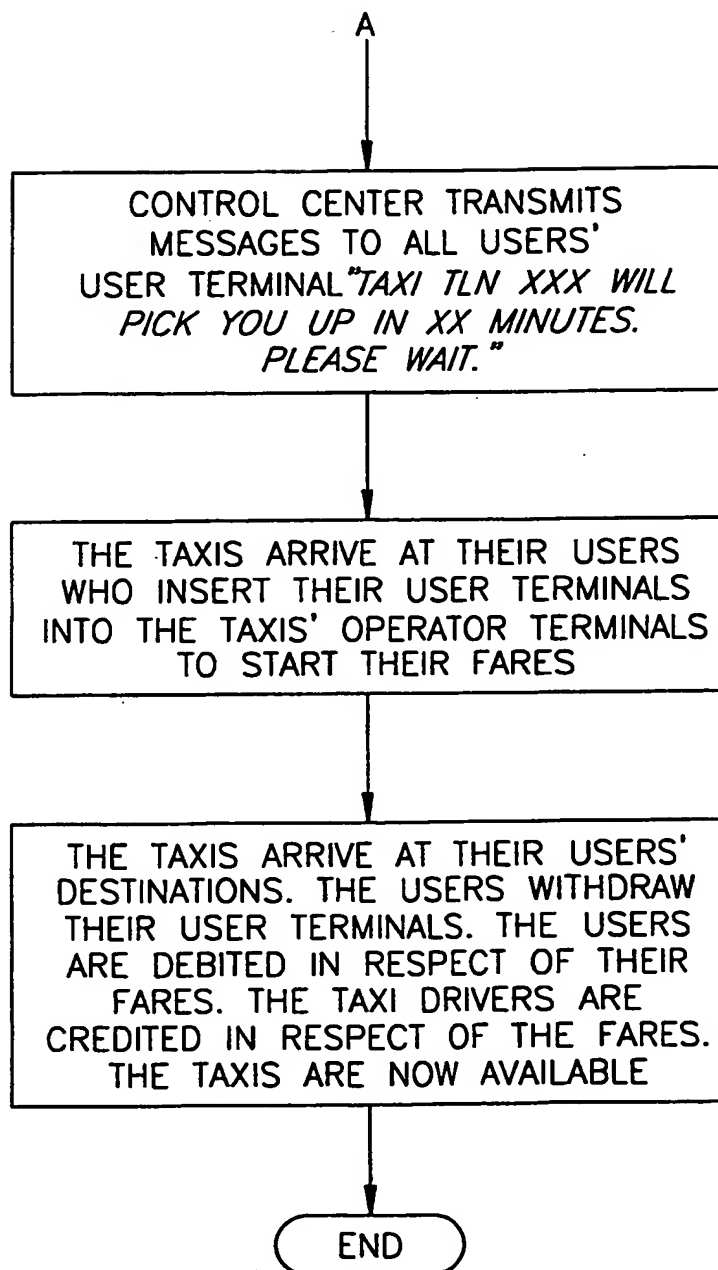 A
CONTROL CENTER TRANSMITS
MESSAGES TO ALL USERS'
USER TERMINAL"TAXI TLN XXX WILL
PICK YOU UP IN XX MINUTES.
PLEASE WAIT."
THE TAXIS ARRIVE AT THEIR USERS
WHO INSERT THEIR USER TERMINALS
INTO THE TAXIS' OPERATOR TERMINALS
TO START THEIR FARES
THE TAXIS ARRIVE AT THEIR USERS'
DESTINATIONS. THE USERS WITHDRAW
THEIR USER TERMINALS. THE USERS
ARE DEBITED IN RESPECT OF THEIR
FARES. THE TAXI DRIVERS ARE
CREDITED IN RESPECT OF THE FARES.
THE TAXIS ARE NOW AVAILABLE
END